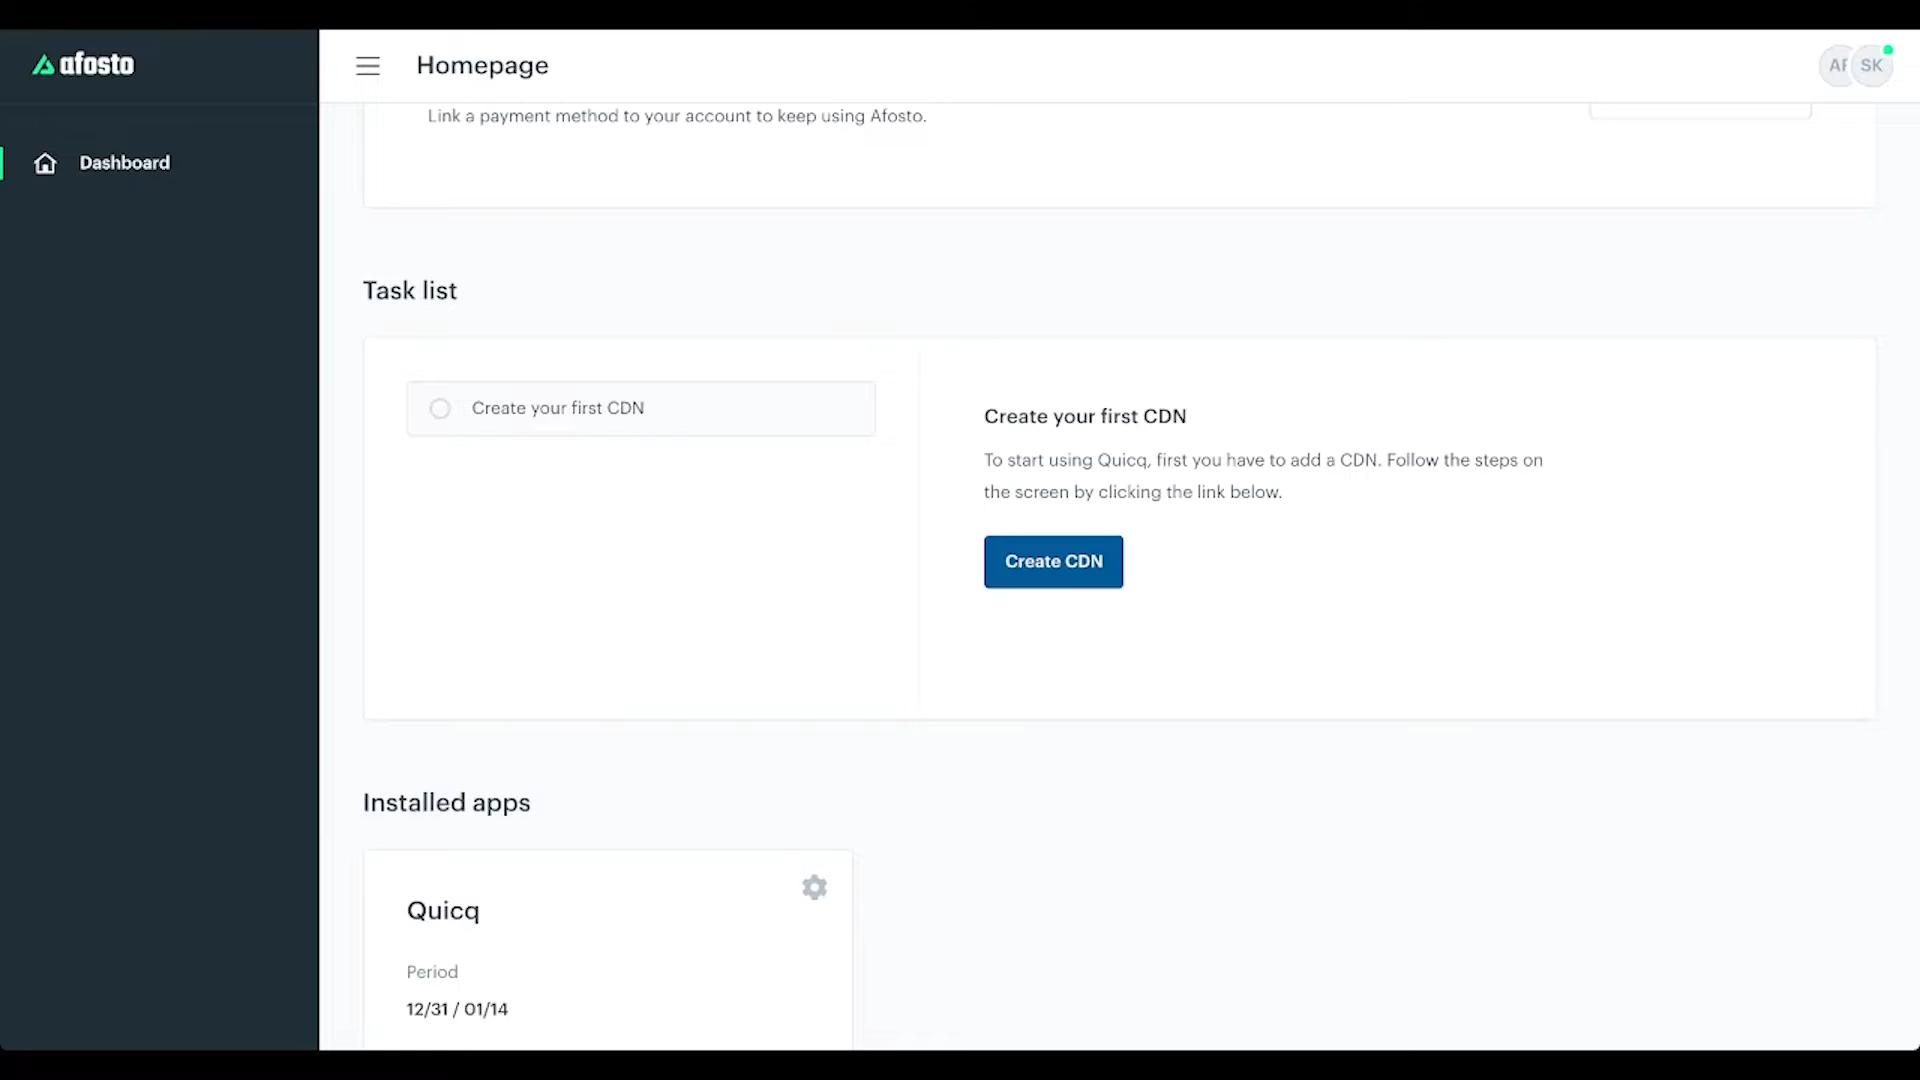 afosto
Homepage
AF
SK
Dashboard
Link a payment method to your account to keep using Afosto.
Task list
Create your first CDN
Create your first CDN
To start using Quicq, first you have to add a CDN. Follow the steps on
the screen by clicking the link below.
Create CDN
Installed apps
Quicq
Period
12/31 / 01/14